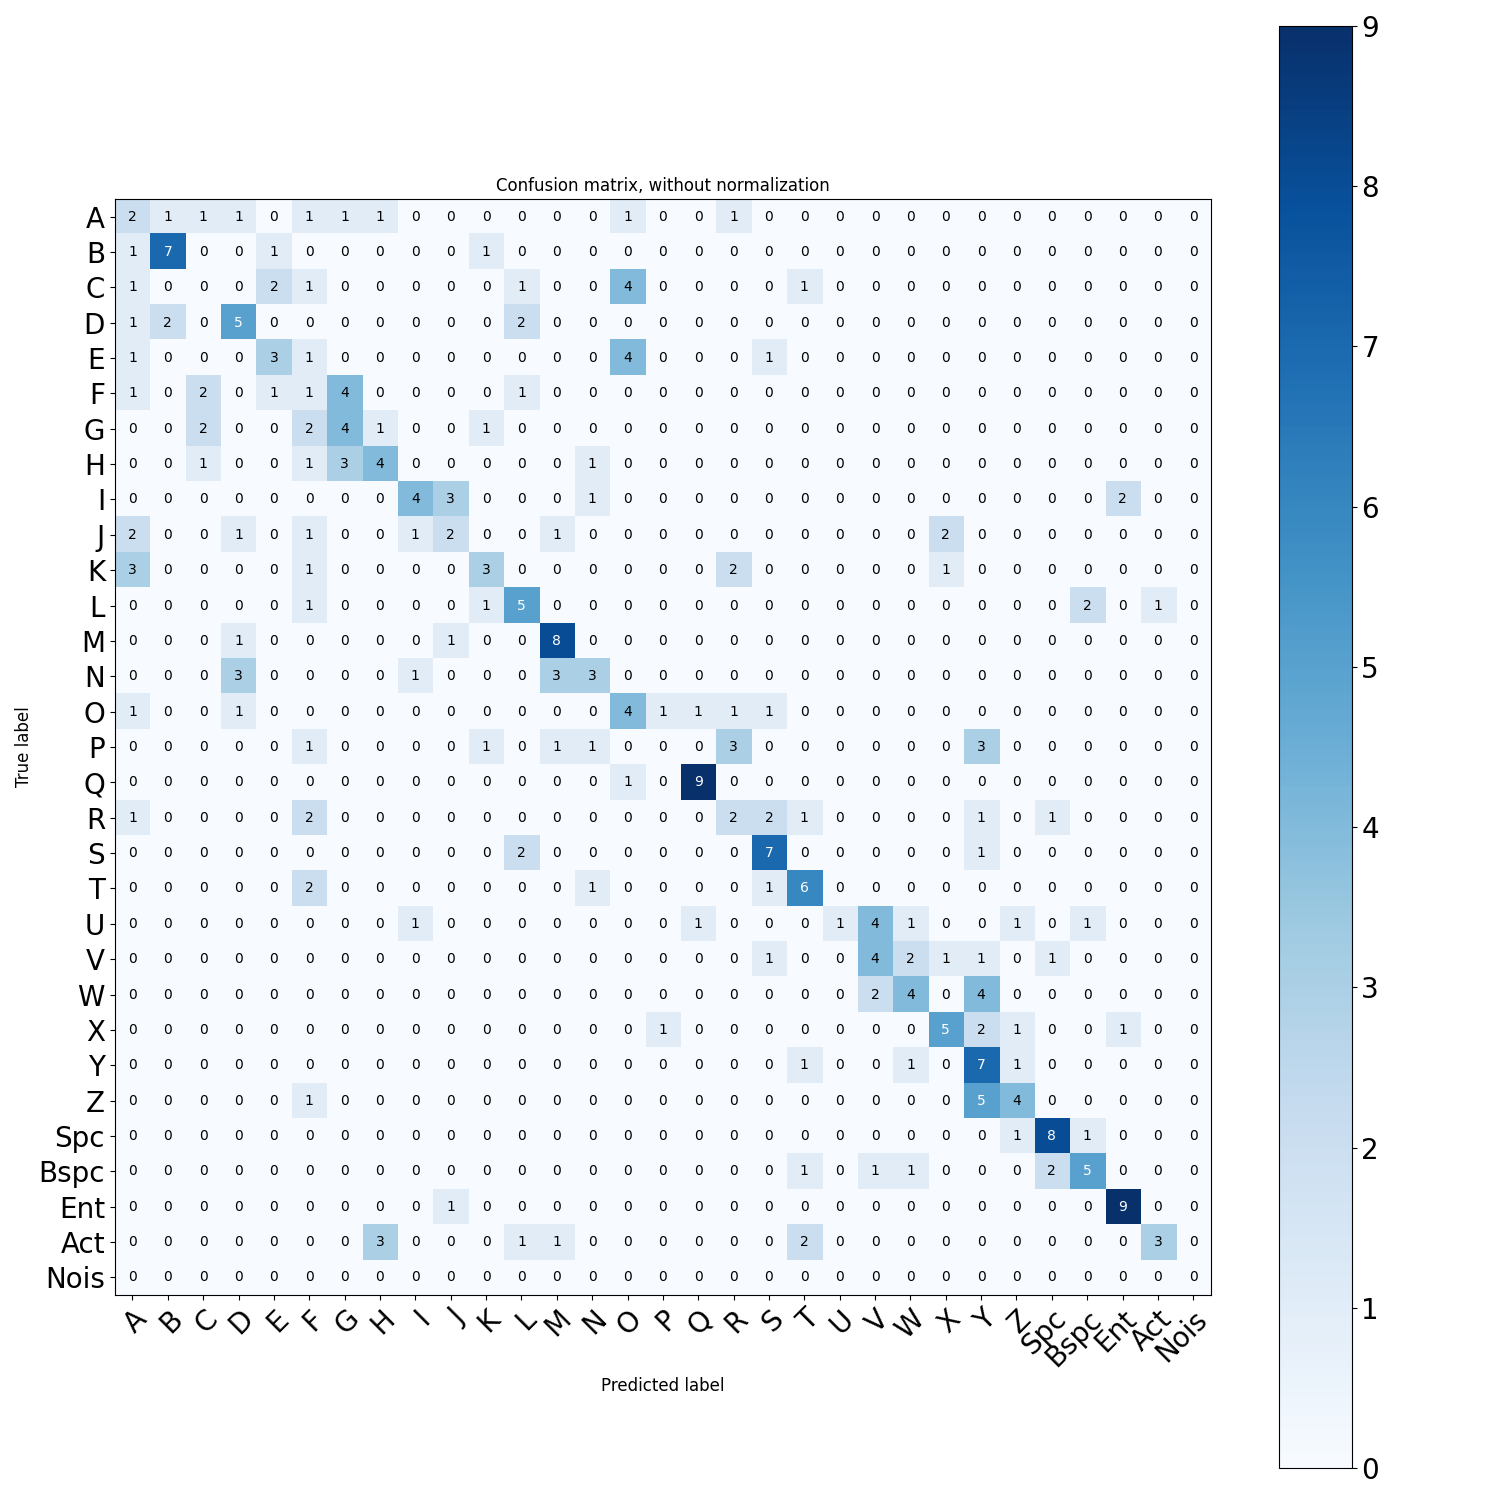 Confusion matrix, without normalization
A 2 1 1 1 0 1 1 1 0 0 0 0 0 0 1 0 0 1 0 0 0 0 0 0 0 0 0 0 0 0 0
B 1 7 0 0 1 0 0 0 0 0 1 0 0 0 0 0 0 0 0 0 0 0 0 0 0 0 0 0 0 0 0
C 1 0 0 0 2 1 0 0 0 0 0 1 0 0 4 0 0 0 0 1 0 0 0 0 0 0 0 0 0 0 0
D 1 2 0 5 0 0 0 0 0 0 0 2 0 0 0 0 0 0 0 0 0 0 0 0 0 0 0 0 0 0 0
E 1 0 0 0 3 1 0 0 0 0 0 0 0 0 4 0 0 0 1 0 0 0 0 0 0 0 0 0 0 0 0
F 1 0 2 0 1 1 4 0 0 0 0 1 0 0 0 0 0 0 0 0 0 0 0 0 0 0 0 0 0 0 0
G 0 0 2 0 0 2 4 1 0 0 1 0 0 0 0 0 0 0 0 0 0 0 0 0 0 0 0 0 0 0 0
H 0 0 1 0 0 1 3 4 0 0 0 0 0 1 0 0 0 0 0 0 0 0 0 0 0 0 0 0 0 0 0
I 0 0 0 0 0 0 0 0 4 3 0 0 0 1 0 0 0 0 0 0 0 0 0 0 0 0 0 0 2 0 0
J 2 0 0 1 0 1 0 0 1 2 0 0 1 0 0 0 0 0 0 0 0 0 0 2 0 0 0 0 0 0 0
K 3 0 0 0 0 1 0 0 0 0 3 0 0 0 0 0 0 2 0 0 0 0 0 1 0 0 0 0 0 0 0
L 0 0 0 0 0 1 0 0 0 0 1 5 0 0 0 0 0 0 0 0 0 0 0 0 0 0 0 2 0 1 0
M 0 0 0 1 0 0 0 0 0 1 0 0 8 0 0 0 0 0 0 0 0 0 0 0 0 0 0 0 0 0 0
N 0 0 0 3 0 0 0 0 1 0 0 0 3 3 0 0 0 0 0 0 0 0 0 0 0 0 0 0 0 0 0
O 1 0 0 1 0 0 0 0 0 0 0 0 0 0 4 1 1 1 1 0 0 0 0 0 0 0 0 0 0 0 0
P 0 0 0 0 0 1 0 0 0 0 1 0 1 1 0 0 0 3 0 0 0 0 0 0 3 0 0 0 0 0 0
Q 0 0 0 0 0 0 0 0 0 0 0 0 0 0 1 0 9 0 0 0 0 0 0 0 0 0 0 0 0 0 0
R 1 0 0 0 0 2 0 0 0 0 0 0 0 0 0 0 0 2 2 1 0 0 0 0 1 0 1 0 0 0 0
S 0 0 0 0 0 0 0 0 0 0 0 2 0 0 0 0 0 0 7 0 0 0 0 0 1 0 0 0 0 0 0
T 0 0 0 0 0 2 0 0 0 0 0 0 0 1 0 0 0 0 1 6 0 0 0 0 0 0 0 0 0 0 0
U 0 0 0 0 0 0 0 0 1 0 0 0 0 0 0 0 1 0 0 0 1 4 1 0 0 1 0 1 0 0 0
V 0 0 0 0 0 0 0 0 0 0 0 0 0 0 0 0 0 0 1 0 0 4 2 1 1 0 1 0 0 0 0
W 0 0 0 0 0 0 0 0 0 0 0 0 0 0 0 0 0 0 0 0 0 2 4 0 4 0 0 0 0 0 0
X 0 0 0 0 0 0 0 0 0 0 0 0 0 0 0 1 0 0 0 0 0 0 0 5 2 1 0 0 1 0 0
Y 0 0 0 0 0 0 0 0 0 0 0 0 0 0 0 0 0 0 0 1 0 0 1 0 7 1 0 0 0 0 0
Z 0 0 0 0 0 1 0 0 0 0 0 0 0 0 0 0 0 0 0 0 0 0 0 0 5 4 0 0 0 0 0
Spc 0 0 0 0 0 0 0 0 0 0 0 0 0 0 0 0 0 0 0 0 0 0 0 0 0 1 8 1 0 0 0
Bspc 0 0 0 0 0 0 0 0 0 0 0 0 0 0 0 0 0 0 0 1 0 1 1 0 0 0 2 5 0 0 0
Ent 0 0 0 0 0 0 0 0 0 1 0 0 0 0 0 0 0 0 0 0 0 0 0 0 0 0 0 0 9 0 0
Act 0 0 0 0 0 0 0 3 0 0 0 1 1 0 0 0 0 0 0 2 0 0 0 0 0 0 0 0 0 3 0
Nois 0 0 0 0 0 0 0 0 0 0 0 0 0 0 0 0 0 0 0 0 0 0 0 0 0 0 0 0 0 0 0
A B C D E F G H I J K L M N O P Q R S T U V W X Y Z Spc Bspc Ent Act Nois
Predicted label
True label
9
8
7
6
5
4
3
2
1
0